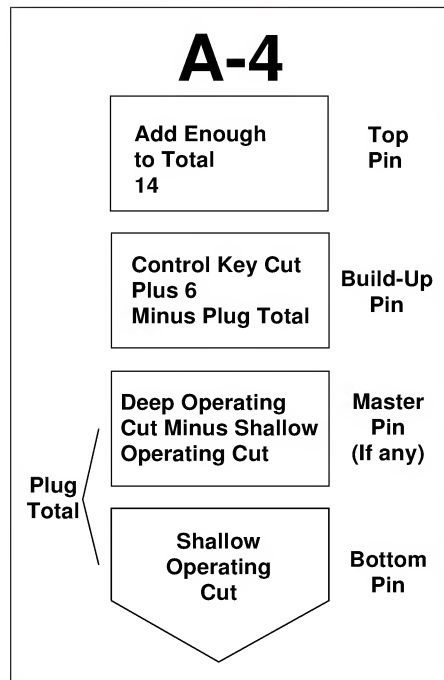 A-4
Add Enough
to Total
14
Top
Pin
Control Key Cut
Plus 6
Minus Plug Total
Build-Up
Pin
Deep Operating
Cut Minus Shallow
Operating Cut
Master
Pin
(If any)
Plug
Total
Shallow
Operating
Cut
Bottom
Pin